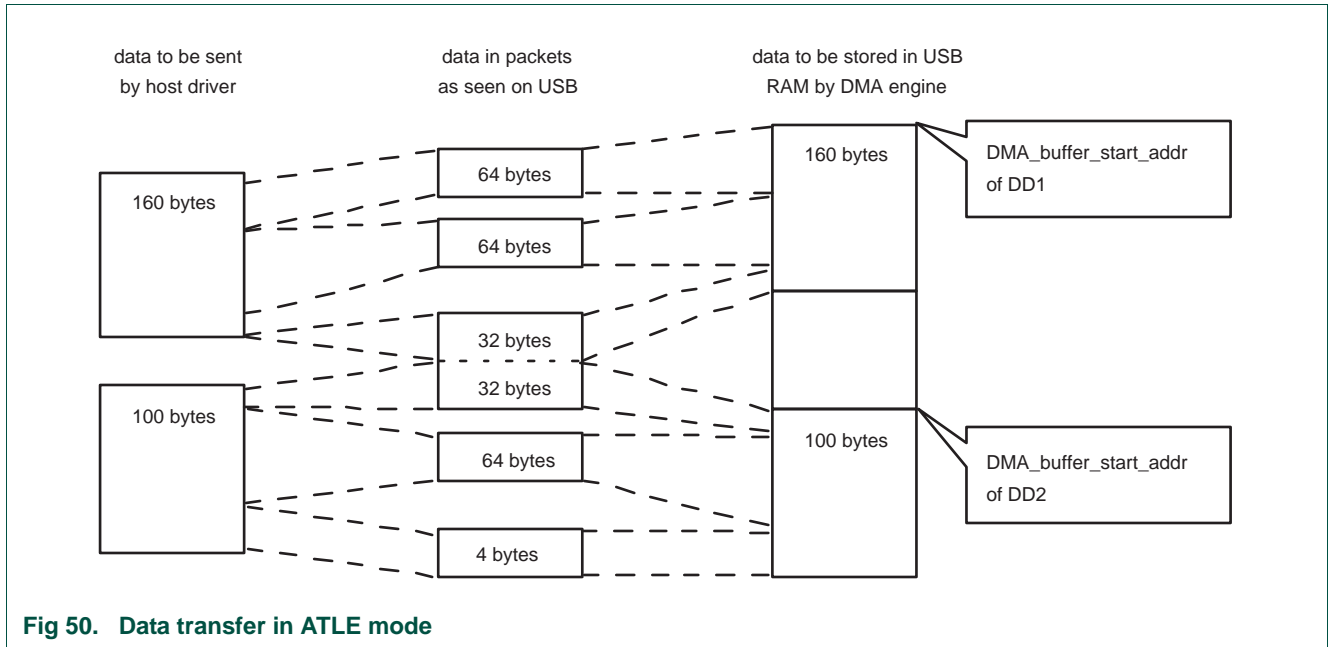 data to be sent
by host driver
data in packets
as seen on USB
data to be stored in USB
RAM by DMA engine
160 bytes
100 bytes
64 bytes
64 bytes
32 bytes
32 bytes
64 bytes
4 bytes
160 bytes
100 bytes
DMA_buffer_start_addr
of DD1
DMA_buffer_start_addr
of DD2
Fig 50. Data transfer in ATLE mode